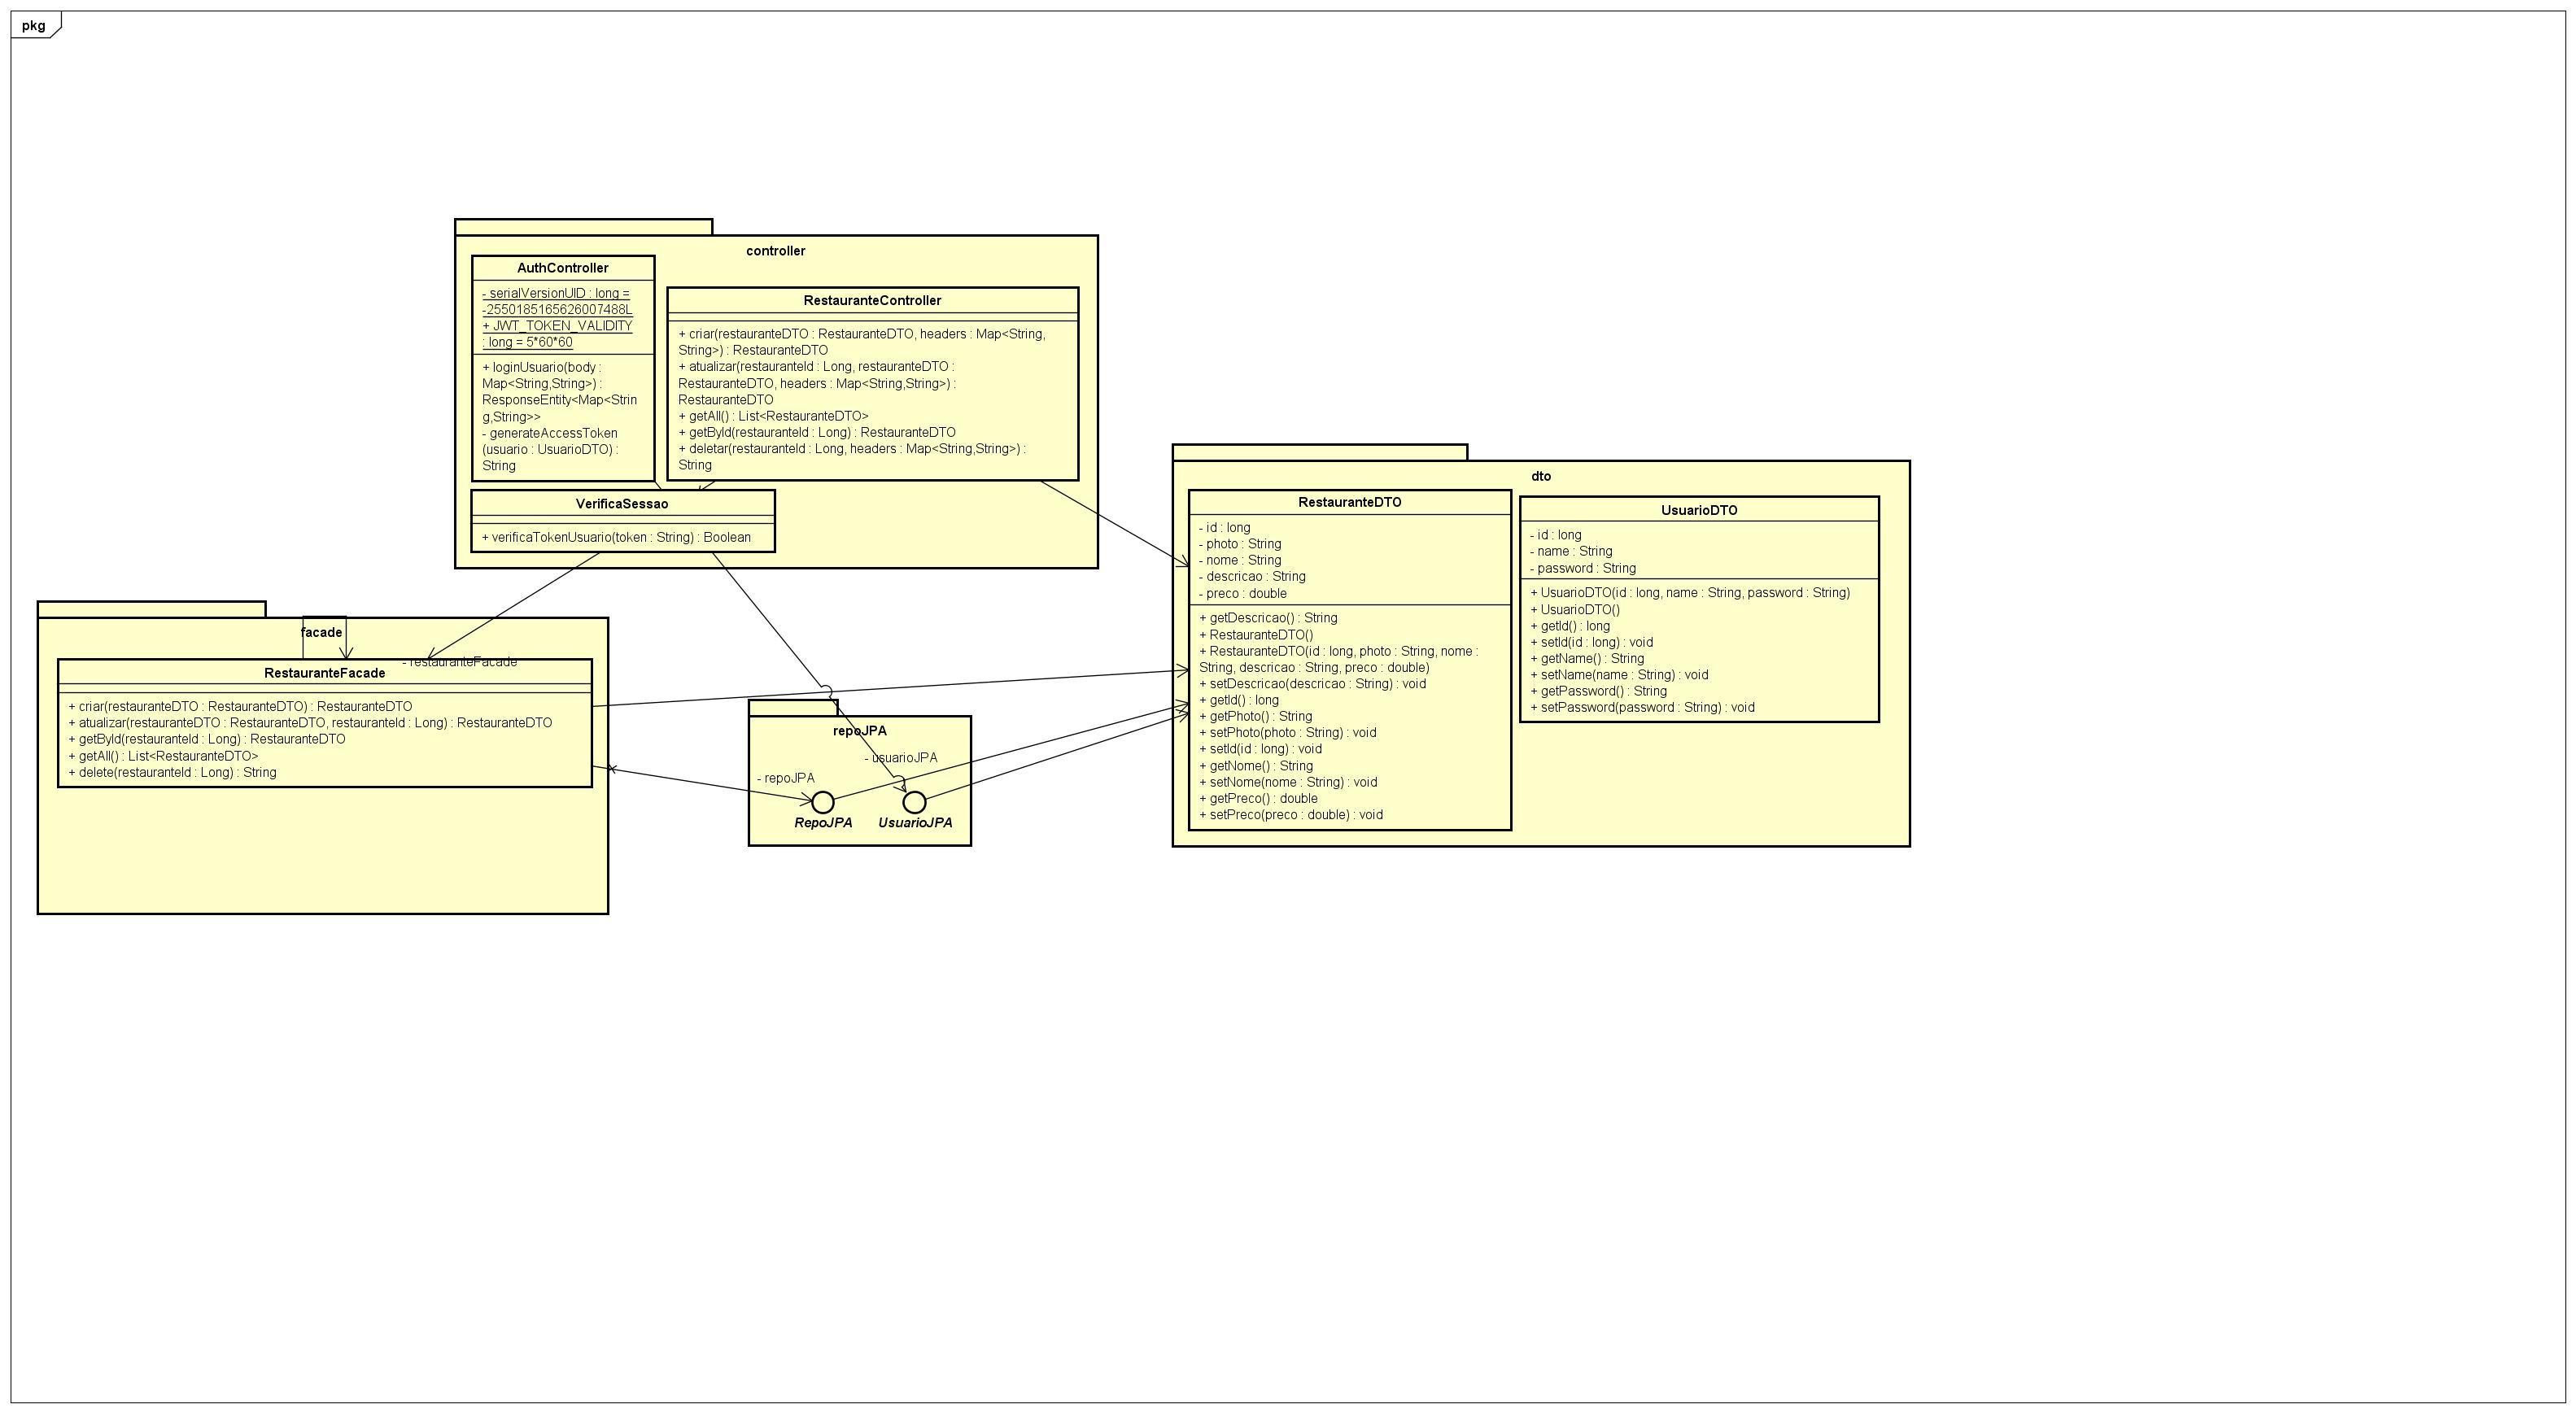 pkg
controller
AuthController
- serialVersionUID : long =
-2550185165626007488L
+ JWT_TOKEN_VALIDITY
: long = 5*60*60
+ loginUsuario(body :
Map<String,String>) :
ResponseEntity<Map<Strin
g,String>>
- generateAccessToken
(usuario : UsuarioDTO) :
String
RestauranteController
+ criar(restauranteDTO : RestauranteDTO, headers : Map<String,
String>) : RestauranteDTO
+ atualizar(restauranteId : Long, restauranteDTO :
RestauranteDTO, headers : Map<String,String>) :
RestauranteDTO
+ getAll() : List<RestauranteDTO>
+ getById(restauranteId : Long) : RestauranteDTO
+ deletar(restauranteId : Long, headers : Map<String,String>) :
String
VerificaSessao
+ verificaTokenUsuario(token : String) : Boolean
facade
- restauranteFacade
RestauranteFacade
+ criar(restauranteDTO : RestauranteDTO) : RestauranteDTO
+ atualizar(restauranteDTO : RestauranteDTO, restauranteId : Long) : RestauranteDTO
+ getById(restauranteId : Long) : RestauranteDTO
+ getAll() : List<RestauranteDTO>
+ delete(restauranteId : Long) : String
repoJPA
- usuarioJPA
- repoJPA
RepoJPA
UsuarioJPA
dto
RestauranteDTO
- id : long
- photo : String
- nome : String
- descricao : String
- preco : double
+ getDescricao() : String
+ RestauranteDTO()
+ RestauranteDTO(id : long, photo : String, nome :
String, descricao : String, preco : double)
+ setDescricao(descricao : String) : void
+ getId() : long
+ getPhoto() : String
+ setPhoto(photo : String) : void
+ setId(id : long) : void
+ getNome() : String
+ setNome(nome : String) : void
+ getPreco() : double
+ setPreco(preco : double) : void
UsuarioDTO
- id : long
- name : String
- password : String
+ UsuarioDTO(id : long, name : String, password : String)
+ UsuarioDTO()
+ getId() : long
+ setId(id : long) : void
+ getName() : String
+ setName(name : String) : void
+ getPassword() : String
+ setPassword(password : String) : void